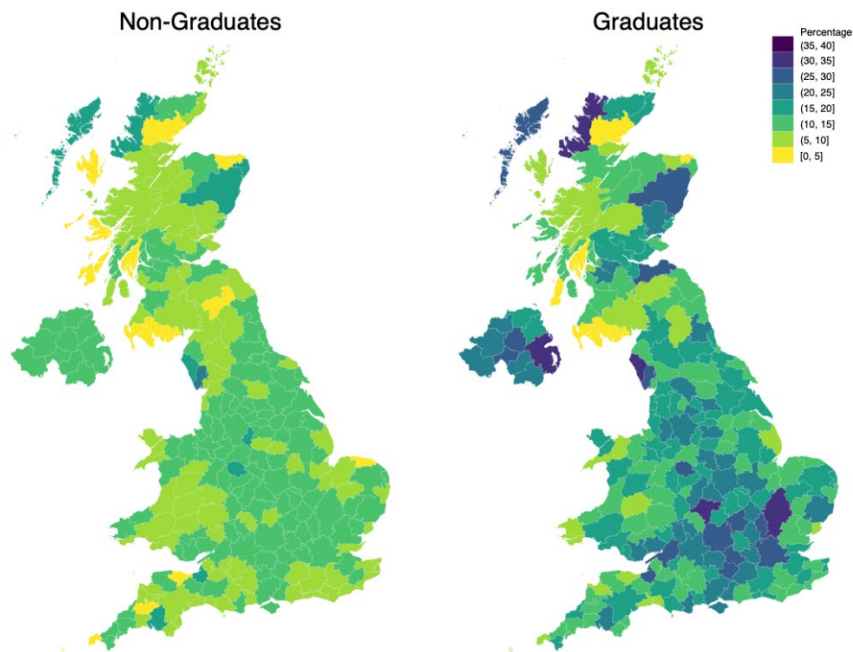 Non-Graduates
Graduates
Percentage
(35, 40]
(30, 35]
(25, 30]
(20, 25]
(15, 20]
(10, 15]
(5, 10]
[0, 5]